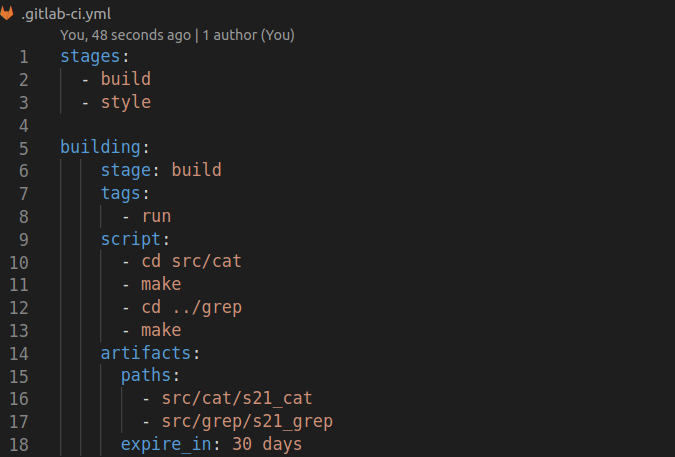 .gitlab-ci.yml
You, 48 seconds ago | 1 author (You)
1 stages:
2   - build
3   - style
4
5 building:
6     stage: build
7     tags:
8       - run
9     script:
10       - cd src/cat
11       - make
12       - cd ../grep
13       - make
14     artifacts:
15       paths:
16         - src/cat/s21_cat
17         - src/grep/s21_grep
18       expire_in: 30 days